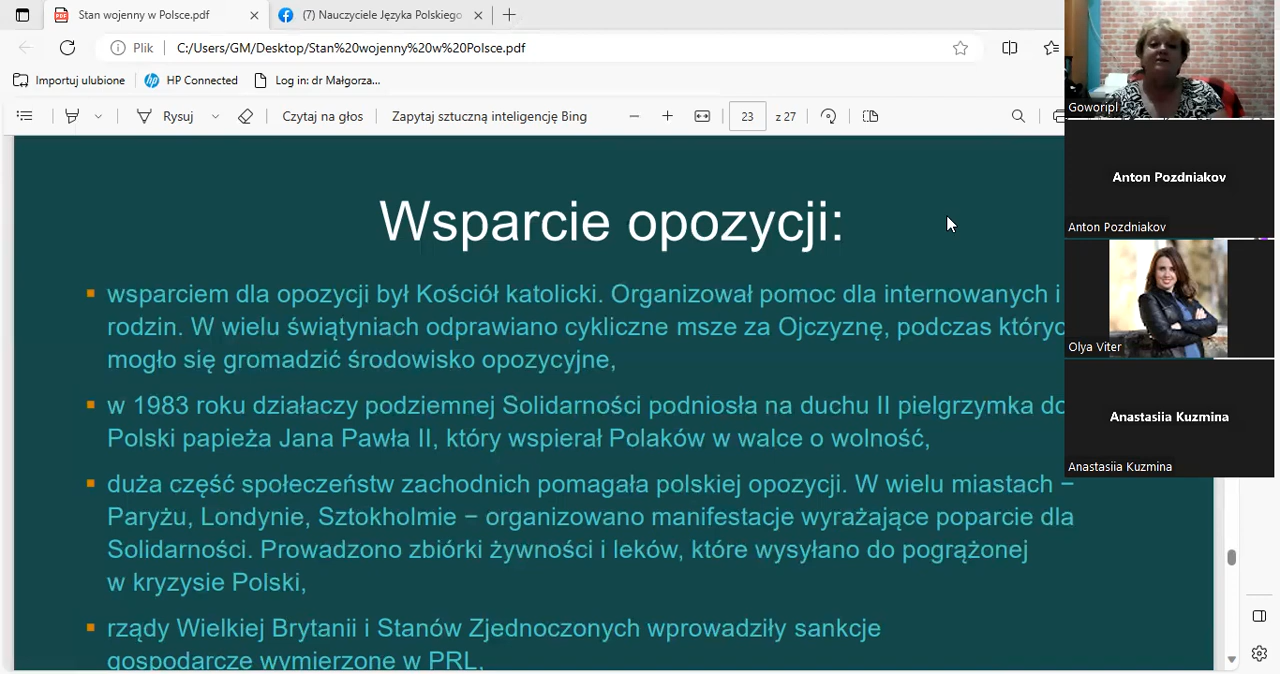 Stan wojenny w Polsce.pdf
(7) Nauczyciele Języka Polskiego
Plik
C:/Users/GM/Desktop/Stan%20wojenny%20w%20Polsce.pdf
Importuj ulubione
HP Connected
Log in: dr Małgorza...
Rysuj
Czytaj na głos
Zapytaj sztuczną inteligencję Bing
23
z 27
Wsparcie opozycji:
wsparciem dla opozycji był Kościół katolicki. Organizował pomoc dla internowanych i
rodzin. W wielu świątyniach odprawiano cykliczne msze za Ojczyznę, podczas któryc
mogło się gromadzić środowisko opozycyjne,
w 1983 roku działaczy podziemnej Solidarności podniosła na duchu II pielgrzymka do
Polski papieża Jana Pawła II, który wspierał Polaków w walce o wolność,
duża część społeczeństw zachodnich pomagała polskiej opozycji. W wielu miastach –
Paryżu, Londynie, Sztokholmie – organizowano manifestacje wyrażające poparcie dla
Solidarności. Prowadzono zbiórki żywności i leków, które wysyłano do pogrążonej
w kryzysie Polski,
rządy Wielkiej Brytanii i Stanów Zjednoczonych wprowadziły sankcje
gospodarcze wymierzone w PRL,
Goworipl
Anton Pozdniakov
Anton Pozdniakov
Olya Viter
Anastasiia Kuzmina
Anastasiia Kuzmina